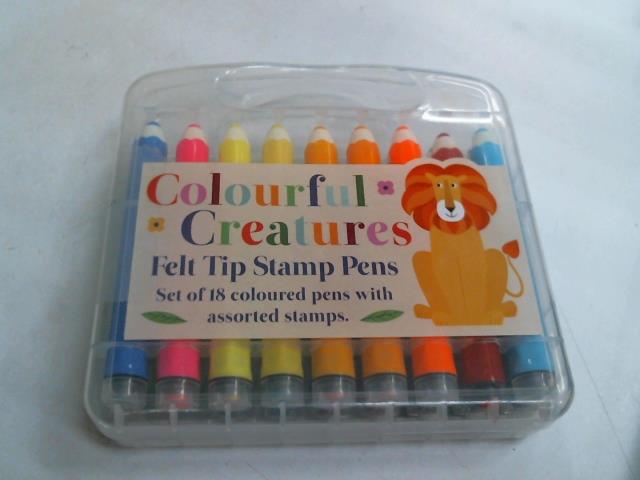 Colourful
Creatures
Felt Tip Stamp Pens
Set of 18 coloured pens with
assorted stamps.